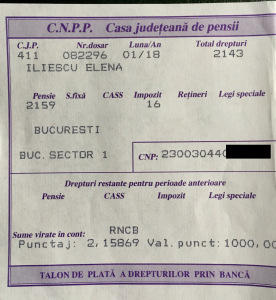 C.N.P.P. Casa județeană de pensii
C.J.P. Nr.dosar Luna/An Total drepturi
411 082296 01/18 2143
ILIESCU ELENA
Pensie S.fixă CASS Impozit Rețineri Legi speciale
2159 16
BUCURESTI
BUC. SECTOR 1 CNP: 230030440
Drepturi restante pentru perioade anterioare
Pensie CASS Impozit Legi speciale
RNCB
Sume virate în cont:
Punctaj: 2,15869 Val. punct: 1000,00
TALON DE PLATĂ A DREPTURILOR PRIN BANCĂ